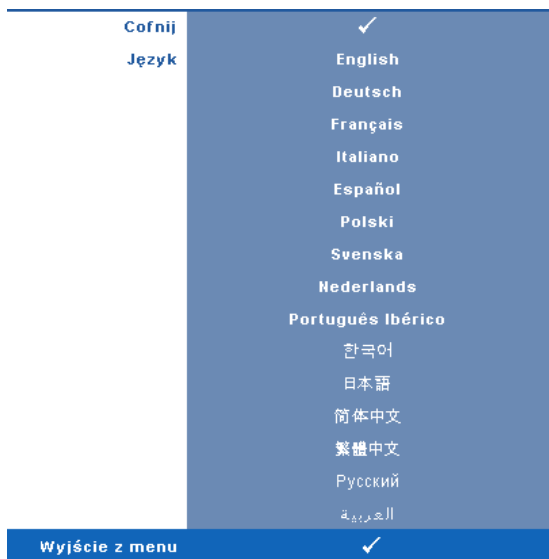 Cofnij
Język English
Deutsch
Français
Italiano
Español
Polski
Svenska
Nederlands
Português Ibérico
한국어
日本語
简体中文
繁體中文
Русский
العربية
Wyjście z menu